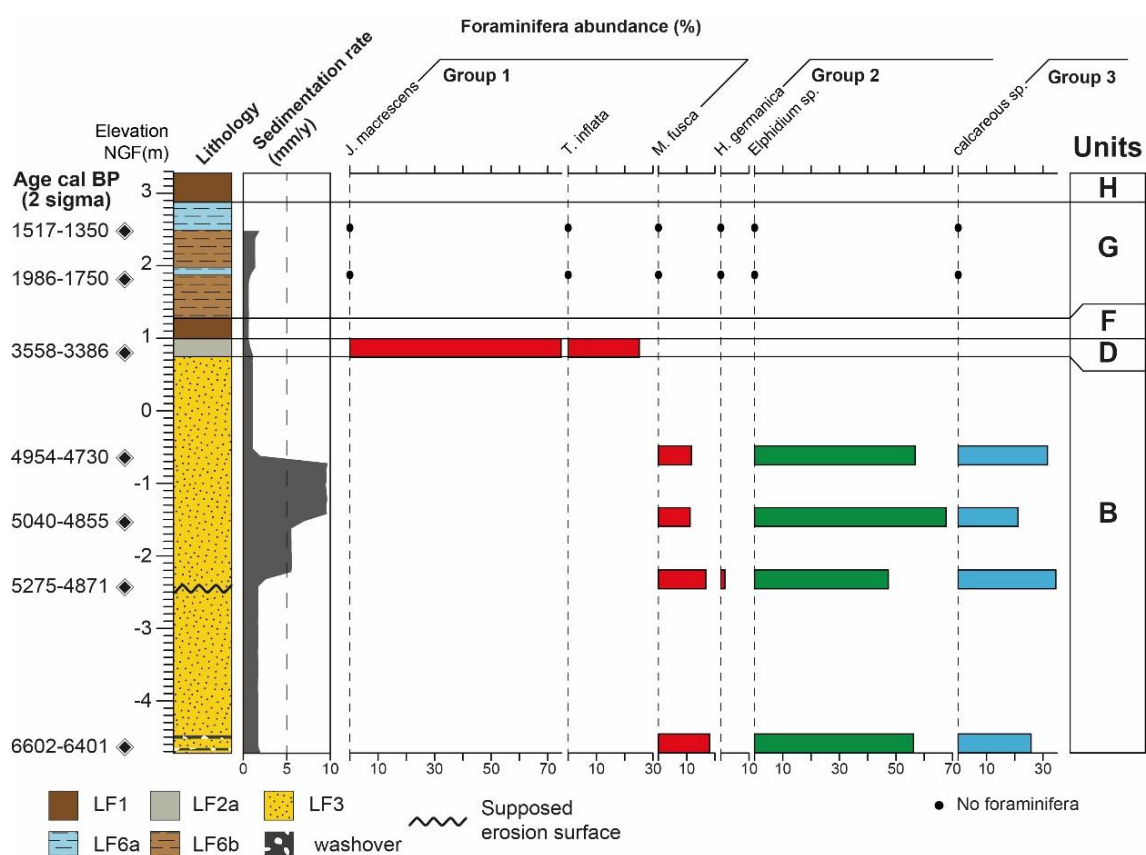 Foraminifera abundance (%)
Group 1
Group 2
Group 3
Elevation
NGF(m)
Lithology
Sedimentation rate
(mm/y)
J. macrescens
T. inflata
M. fusca
H. germanica
Elphidium sp.
calcareous sp.
Units
Age cal BP
(2 sigma)
3
H
1517-1350
2
G
1986-1750
1
F
3558-3386
D
0
4954-4730
-1
B
5040-4855
-2
5275-4871
-3
-4
6602-6401
0 5 10 10 30 50 70 10 30 10 10 10 30 50 70 10 30
LF1 LF2a LF3 Supposed
erosion surface
No foraminifera
LF6a LF6b washover